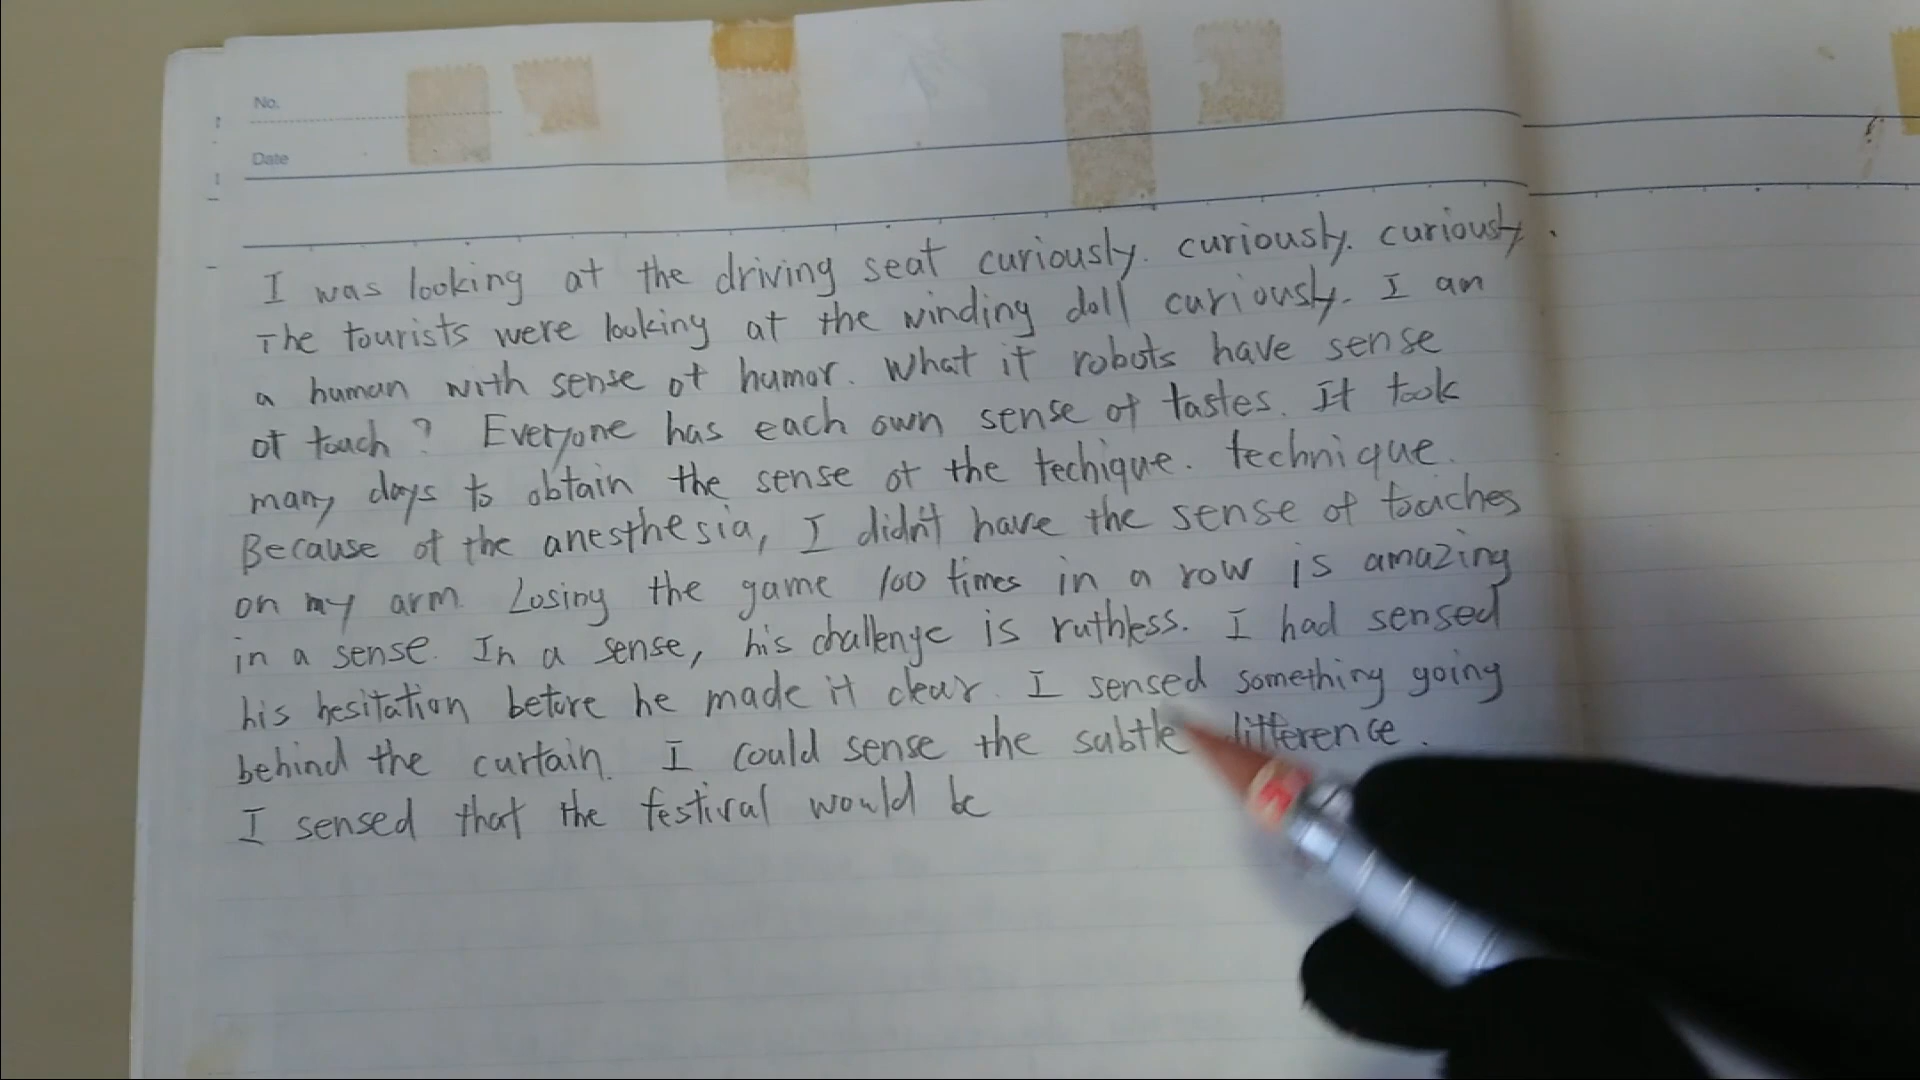 No.
Date
I was looking at the driving seat curiously. curiously. curiously.
The tourists were looking at the winding doll curiously. I am
a human with sense of humor. What if robots have sense
of touch? Everyone has each own sense of tastes. It took
many days to obtain the sense of the techique. technique.
Because of the anesthesia, I didn't have the sense of touches
on my arm. Losing the game 100 times in a row is amazing
in a sense. In a sense, his challenge is ruthless. I had sensed
his hesitation before he made it clear. I sensed something going
behind the curtain. I could sense the subtle difference.
I sensed that the festival would be